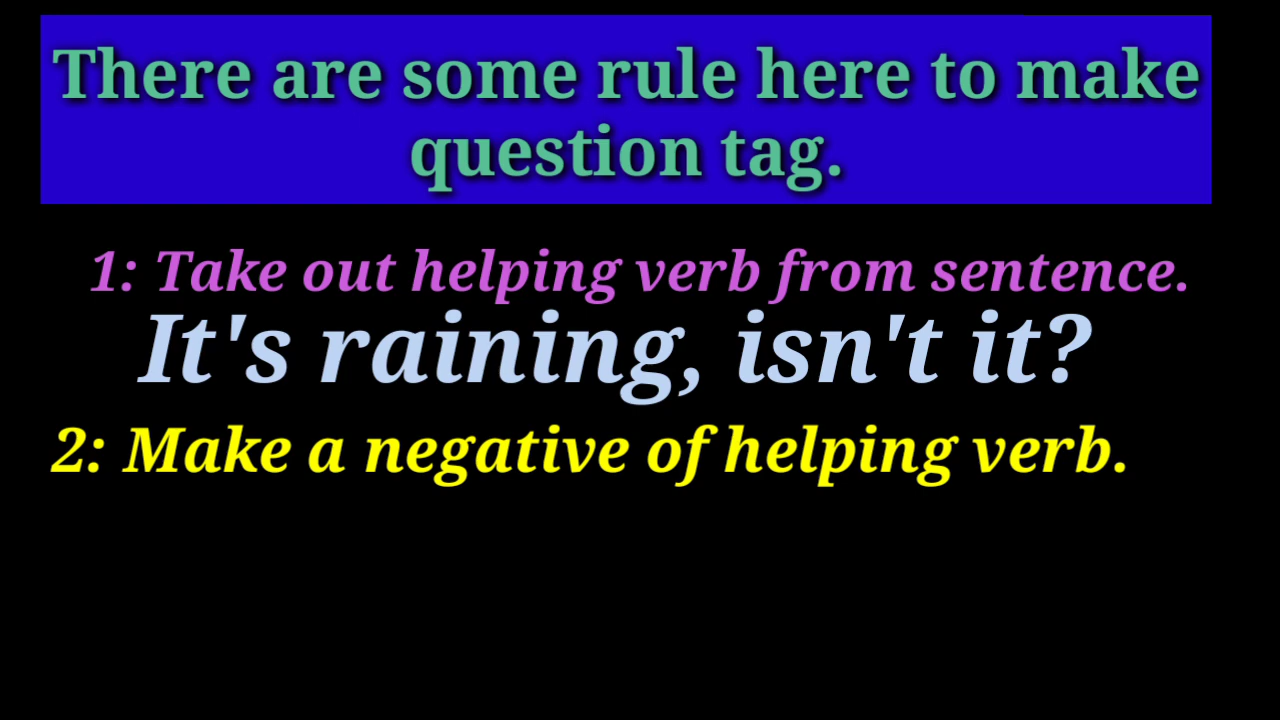 There are some rule here to make
question tag.
1: Take out helping verb from sentence.
It's raining, isn't it?
2: Make a negative of helping verb.